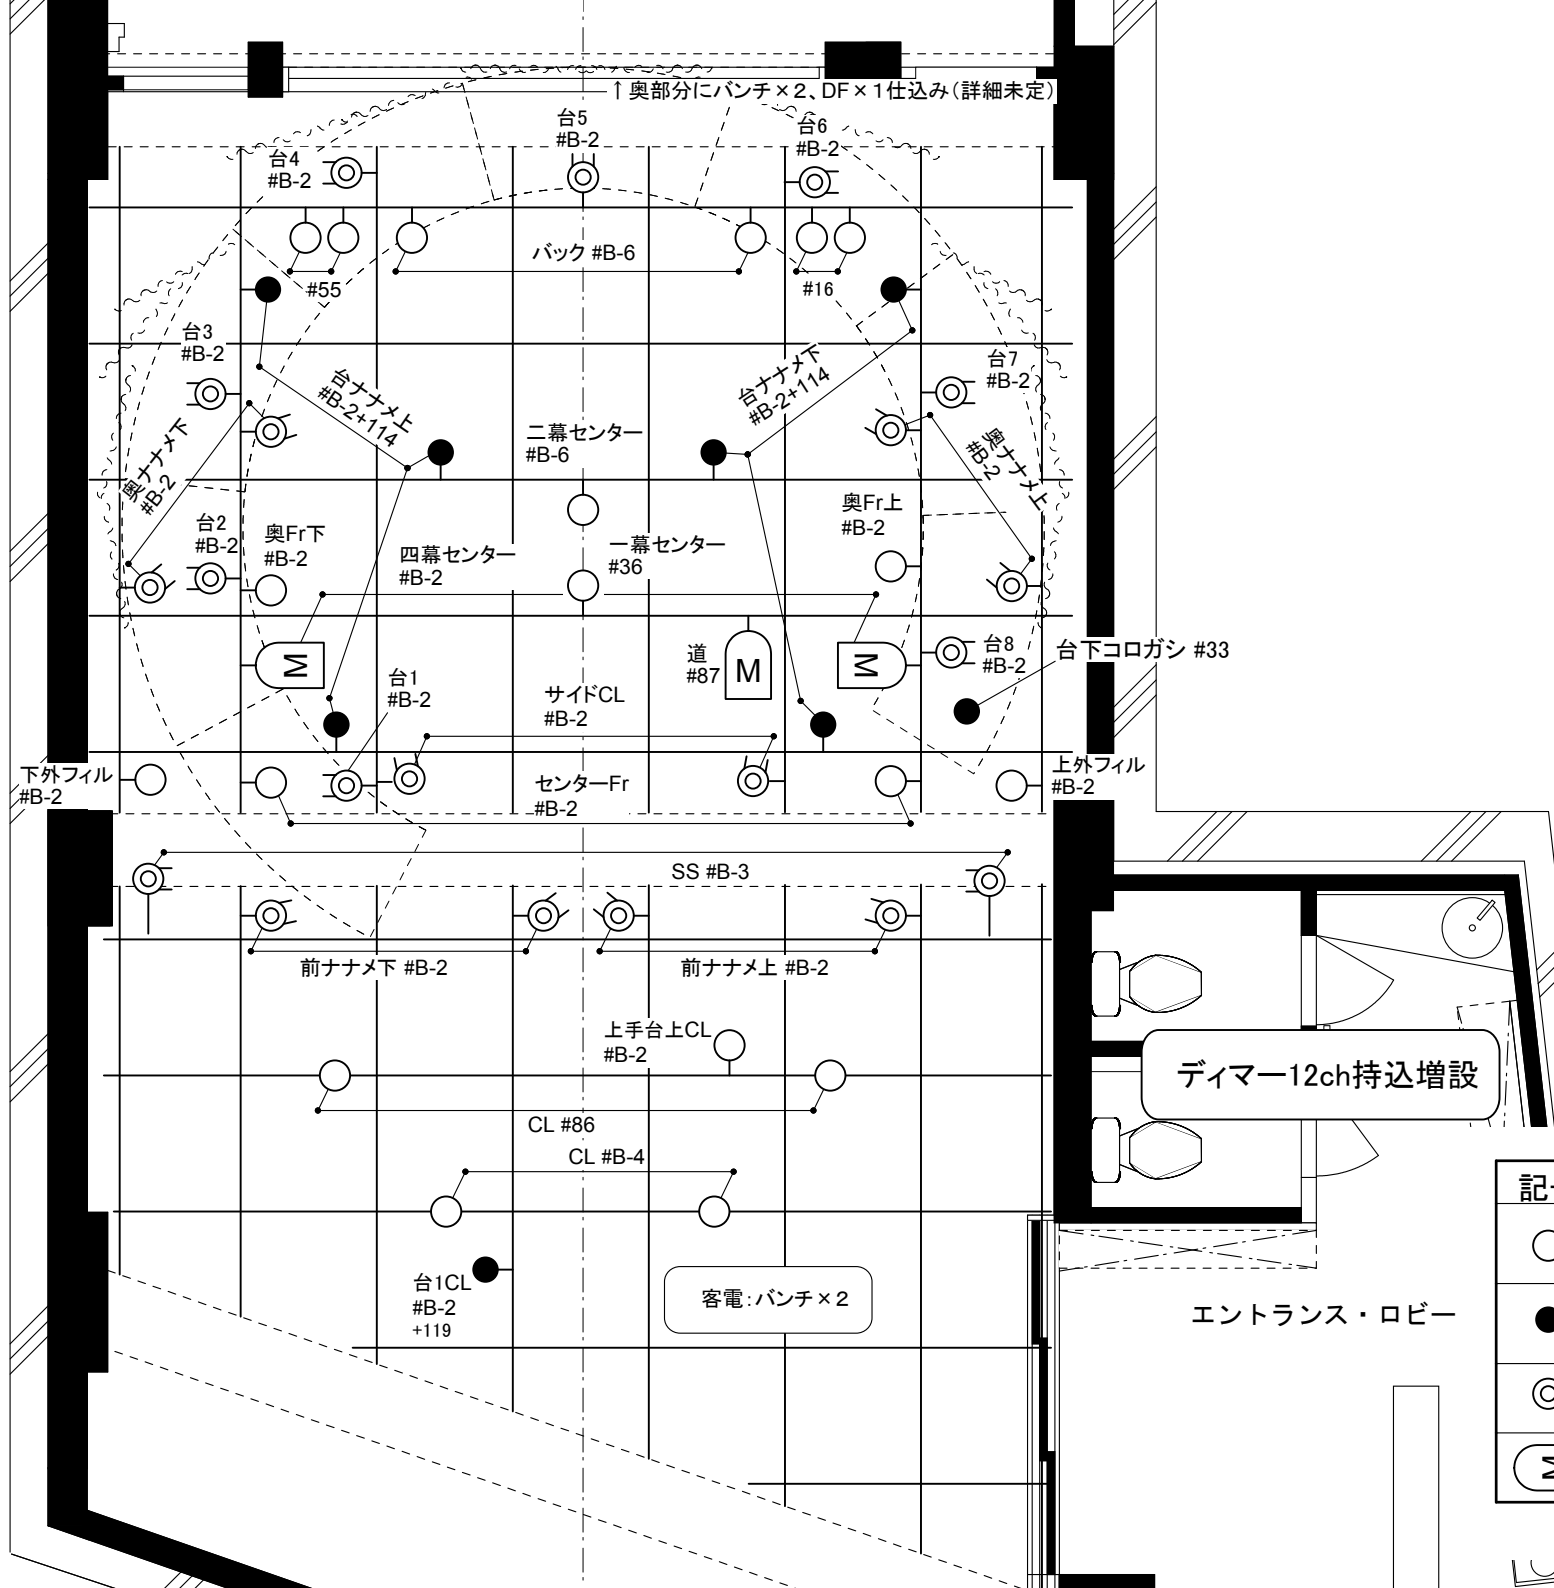 ↑奥部分にバンチ×2、DF×1仕込み(詳細未定)
台5
#B-2
台6
#B-2
台4
#B-2
バック #B-6
#55
#16
台3
#B-2
台ナナメ上
#B-2+114
台ナナメ下
#B-2+114
台7
#B-2
奥ナナメ下
#B-2
二幕センター
#B-6
奥ナナメ上
#B-2
台2
#B-2
奥Fr下
#B-2
四幕センター
#B-2
一幕センター
#36
奥Fr上
#B-2
M
道
#87
M
M
台8
#B-2
台下コロガシ #33
台1
#B-2
サイドCL
#B-2
下外フィル
#B-2
センターFr
#B-2
上外フィル
#B-2
SS #B-3
前ナナメ下 #B-2
前ナナメ上 #B-2
上手台上CL
#B-2
ディマー12ch持込増設
CL #86
CL #B-4
台1CL
#B-2
+119
客電:バンチ×2
エントランス・ロビー
記
M